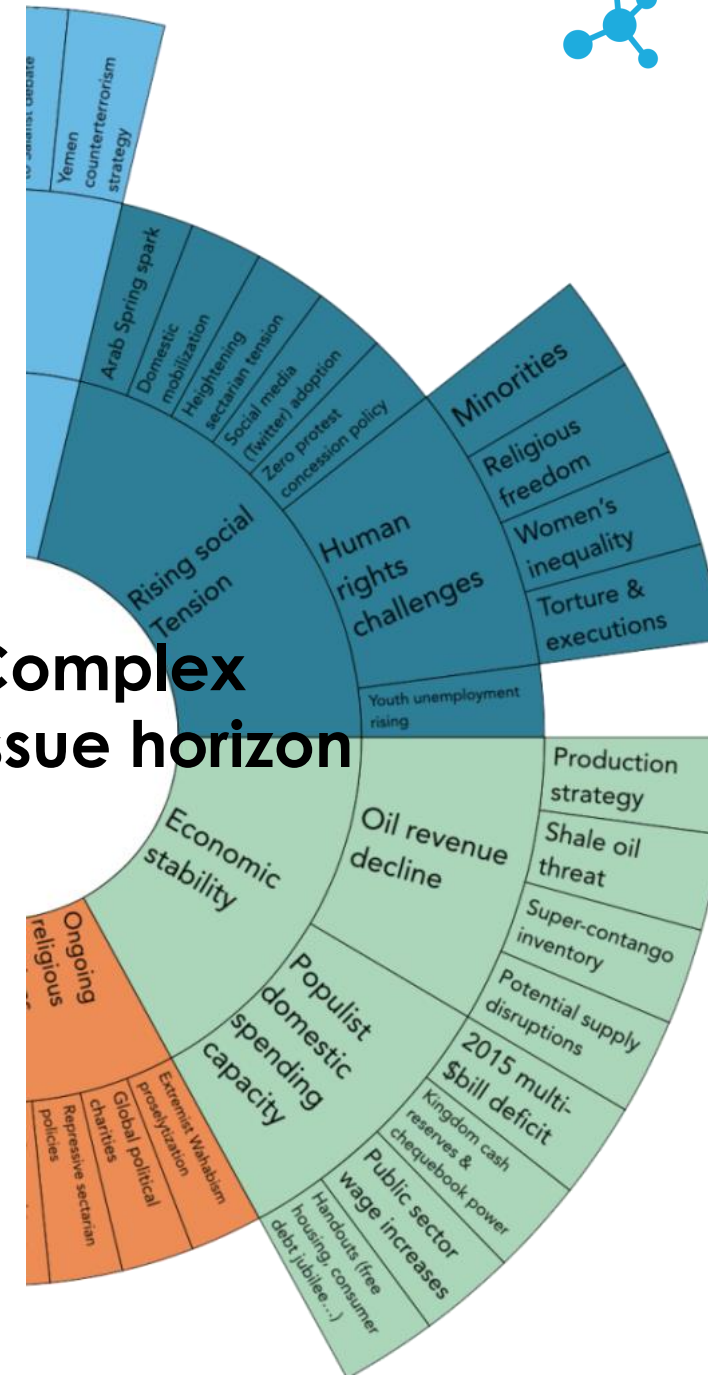 Yemen
counterterrorism
strategy
Arab Spring spark
Domestic
mobilization
Heightening
sectarian tension
Social media
(Twitter) adoption
Zero protest
concession policy
Minorities
Religious
freedom
Women's
inequality
Torture &
executions
Human
rights
challenges
Rising social
Tension
Youth unemployment
rising
Complex
ssue horizon
Economic
stability
Oil revenue
decline
Production
strategy
Shale oil
threat
Super-contango
inventory
Potential supply
disruptions
Populist
domestic
spending
capacity
2015 multi-
$bill deficit
Kingdom cash
reserves &
chequebook power
Public sector
wage increases
Handouts (free
housing, consumer
debt jubilee...)
Ongoing
religious
Extremist Wahabism
proselytization
Global political
charities
Repressive sectarian
policies